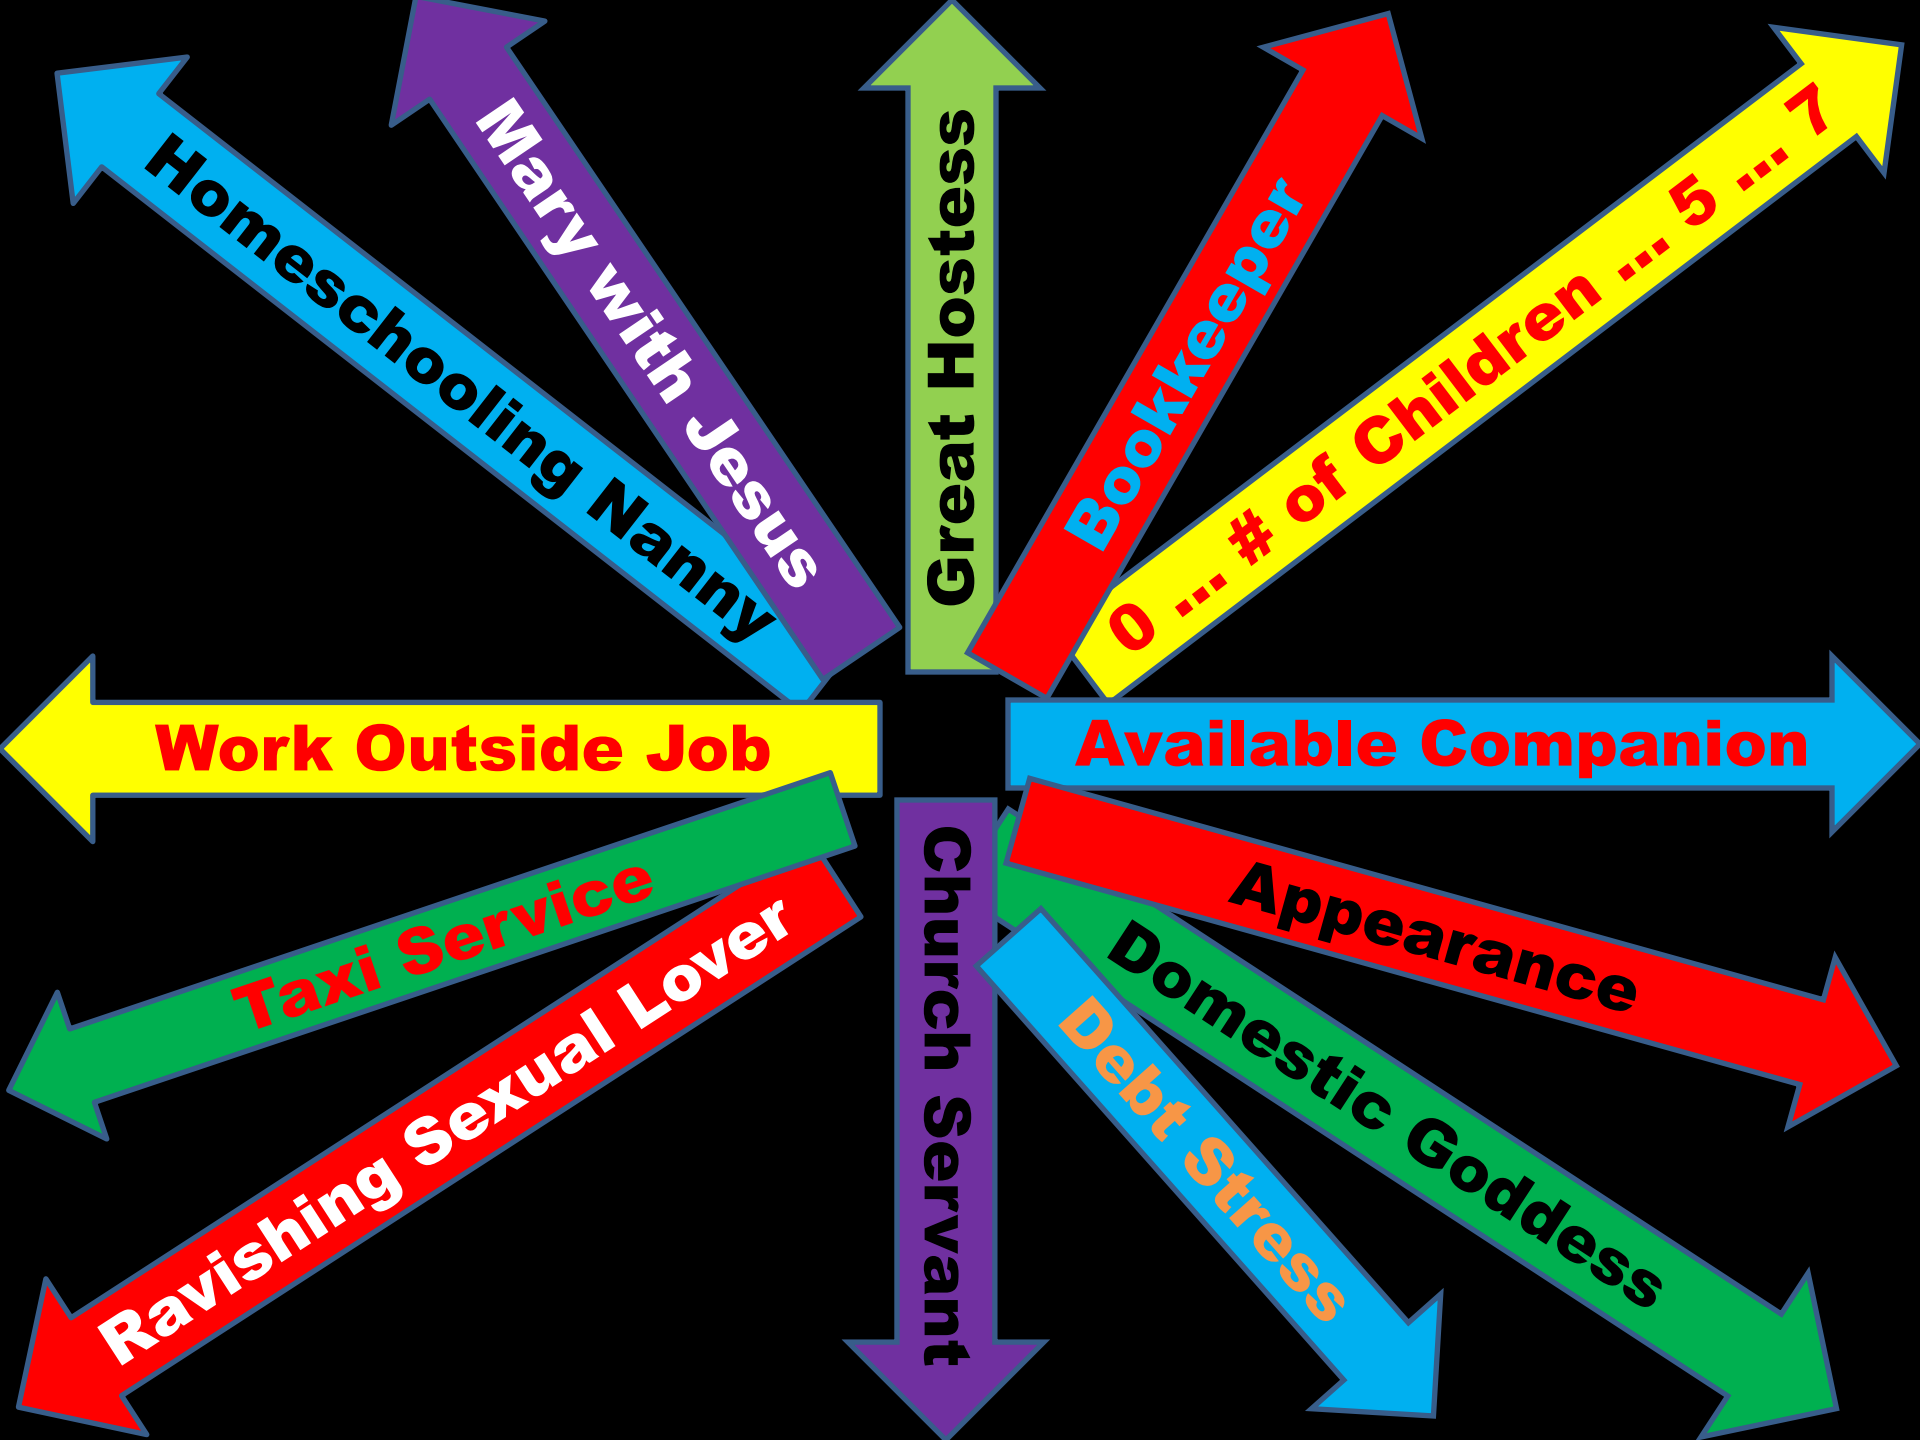 Homeschooling Nanny
Mary with Jesus
Great Hostess
Bookkeeper
0 ... # of Children ... 5 ... 7
Work Outside Job
Available Companion
Taxi Service
Ravishing Sexual Lover
Church Servant
Debt Stress
Domestic Goddess
Appearance